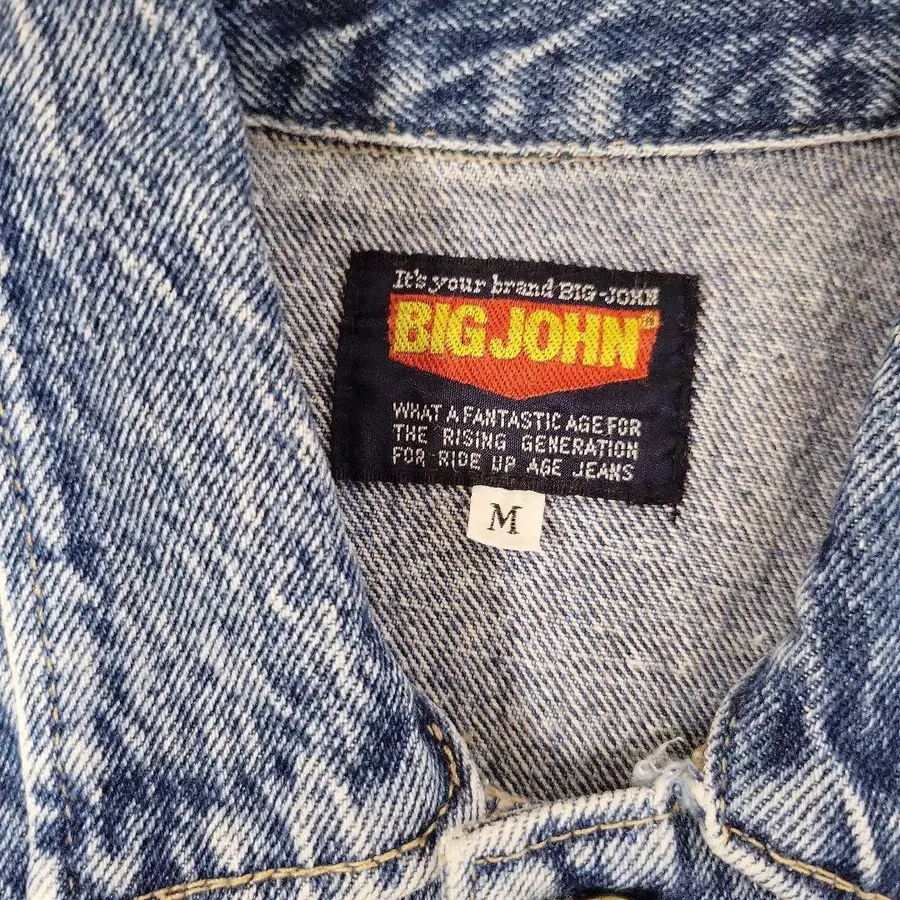 It's your brand BIG-JOHN
BIG JOHN®
WHAT A FANTASTIC AGE FOR
THE RISING GENERATION
FOR RIDE UP AGE JEANS
M